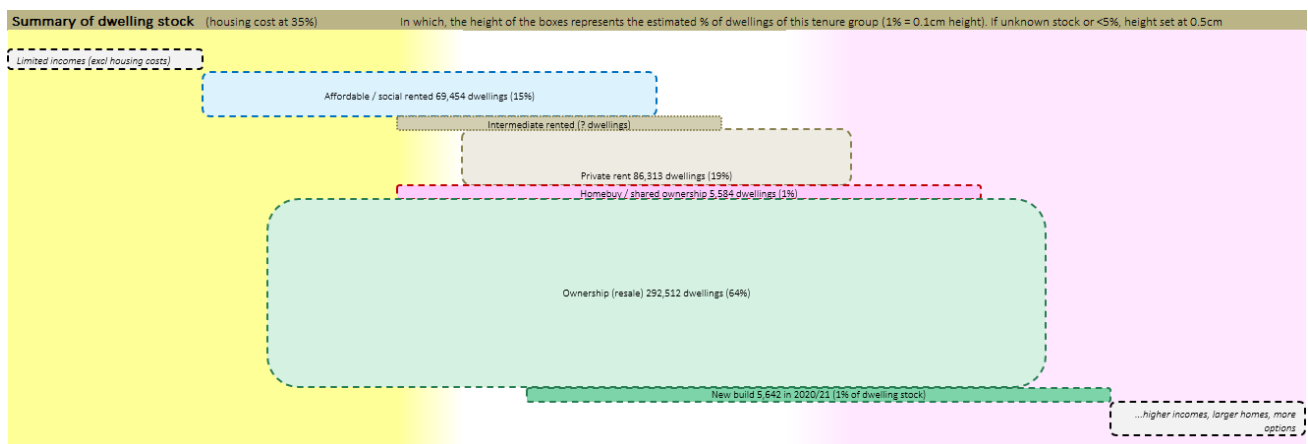 Summary of dwelling stock (housing cost at 35%) In which, the height of the boxes represents the estimated % of dwellings of this tenure group (1% = 0.1cm height). If unknown stock or <5%, height set at 0.5cm
Limited incomes (excl housing costs)
Affordable / social rented 69,454 dwellings (15%)
Intermediate rented (? dwellings)
Private rent 86,313 dwellings (19%)
Homebuy / shared ownership 5,584 dwellings (1%)
Ownership (resale) 292,512 dwellings (64%)
New build 5,642 in 2020/21 (1% of dwelling stock)
...higher incomes, larger homes, more
options